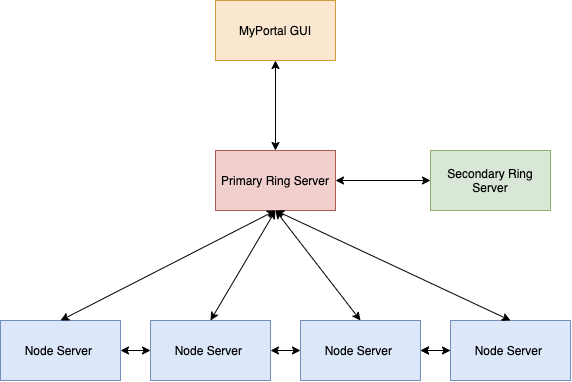 MyPortal GUI
Primary Ring Server
Secondary Ring
Server
Node Server
Node Server
Node Server
Node Server